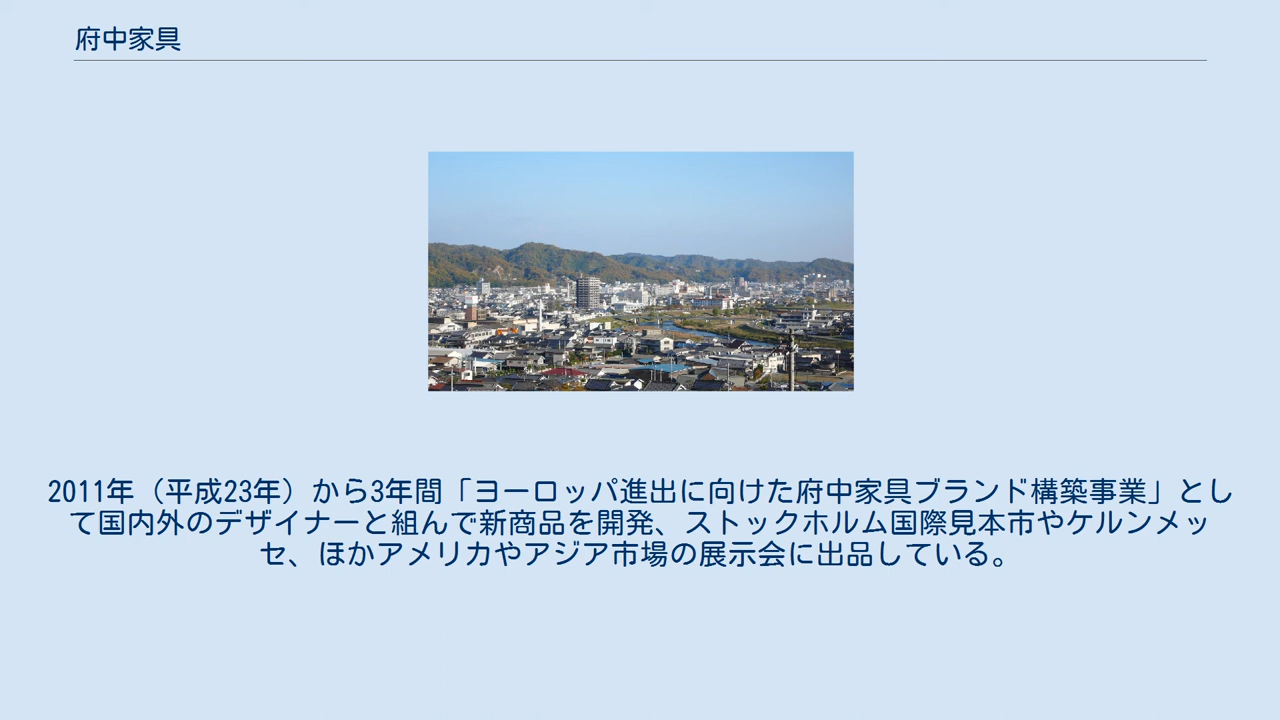 府中家具
2011年（平成23年）から3年間「ヨーロッパ進出に向けた府中家具ブランド構築事業」とし
て国内外のデザイナーと組んで新商品を開発、ストックホルム国際見本市やケルンメッ
セ、ほかアメリカやアジア市場の展示会に出品している。